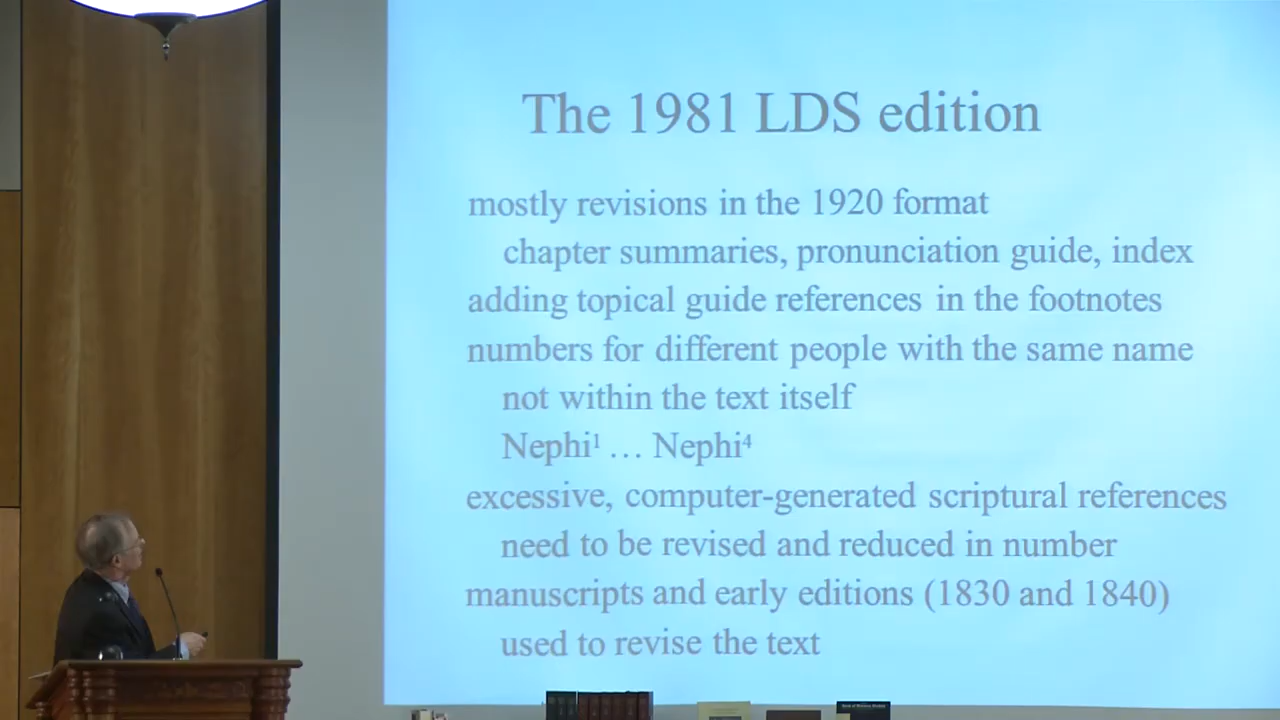 The 1981 LDS edition
mostly revisions in the 1920 format
chapter summaries, pronunciation guide, index
adding topical guide references in the footnotes
numbers for different people with the same name
not within the text itself
Nephi¹ … Nephi⁴
excessive, computer-generated scriptural references
need to be revised and reduced in number
manuscripts and early editions (1830 and 1840)
used to revise the text